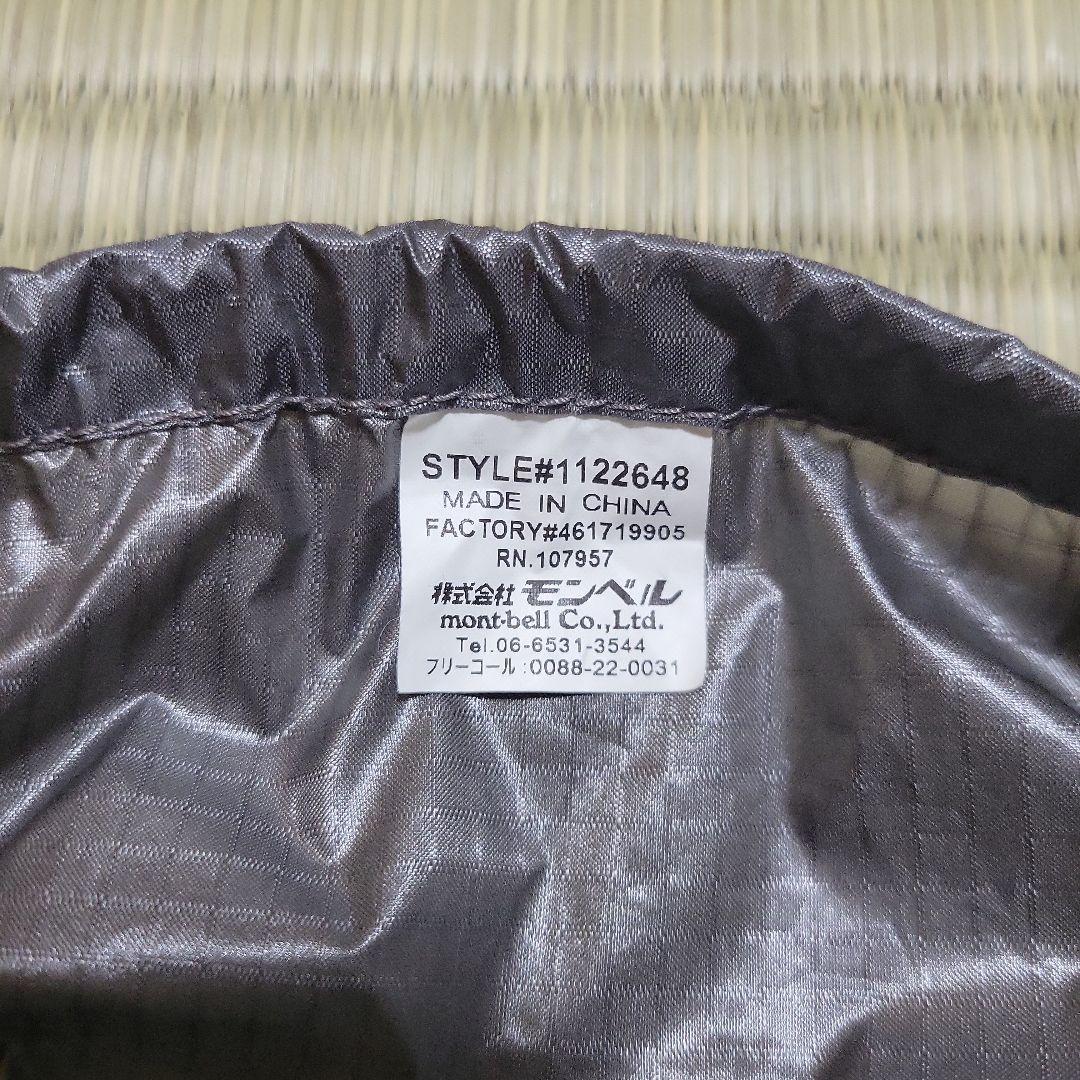 STYLE#1122648
MADE IN CHINA
FACTORY#461719905
RN.107957
株式会社モンベル
mont-bell Co.,Ltd.
Tel.06-6531-3544
フリーコール:0088-22-0031